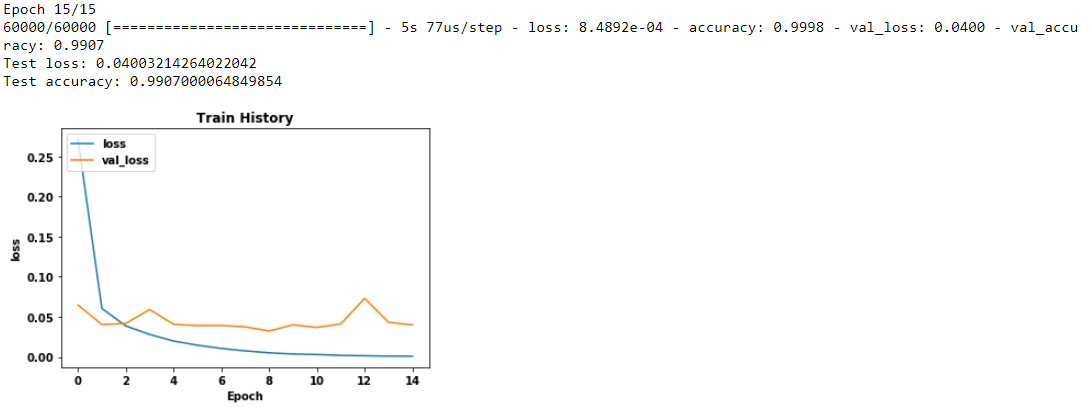 Epoch 15/15
60000/60000 [==============================] - 5s 77us/step - loss: 8.4892e-04 - accuracy: 0.9998 - val_loss: 0.0400 - val_accu
racy: 0.9907
Test loss: 0.04003214264022042
Test accuracy: 0.9907000064849854
Train History
loss
val_loss
0.25
0.20
0.15
0.10
0.05
0.00
loss
0 2 4 6 8 10 12 14
Epoch